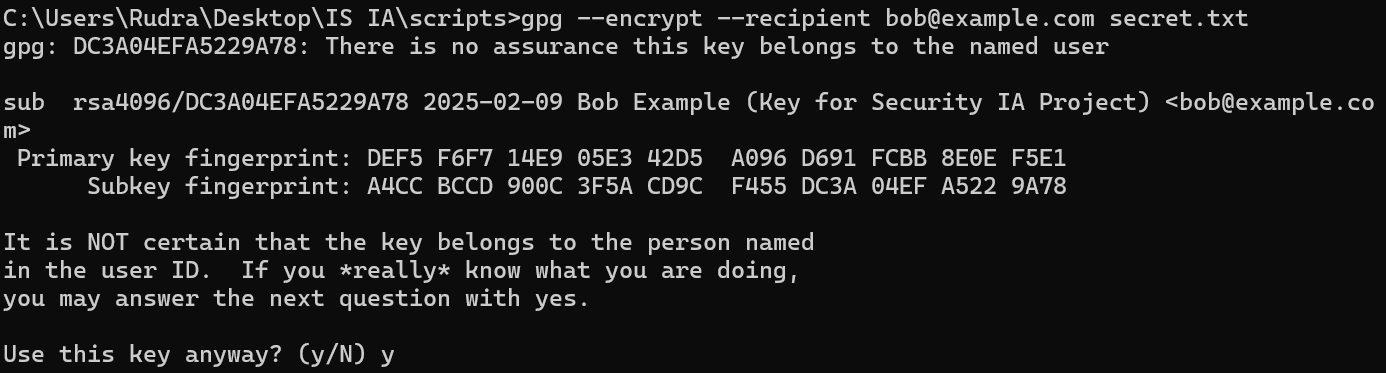 C:\Users\Rudra\Desktop\IS IA\scripts>gpg --encrypt --recipient bob@example.com secret.txt
gpg: DC3A04EFA5229A78: There is no assurance this key belongs to the named user
sub  rsa4096/DC3A04EFA5229A78 2025-02-09 Bob Example (Key for Security IA Project) <bob@example.co
m>
 Primary key fingerprint: DEF5 F6F7 14E9 05E3 42D5  A096 D691 FCBB 8E0E F5E1
      Subkey fingerprint: A4CC BCCD 900C 3F5A CD9C  F455 DC3A 04EF A522 9A78
It is NOT certain that the key belongs to the person named
in the user ID.  If you *really* know what you are doing,
you may answer the next question with yes.
Use this key anyway? (y/N) y